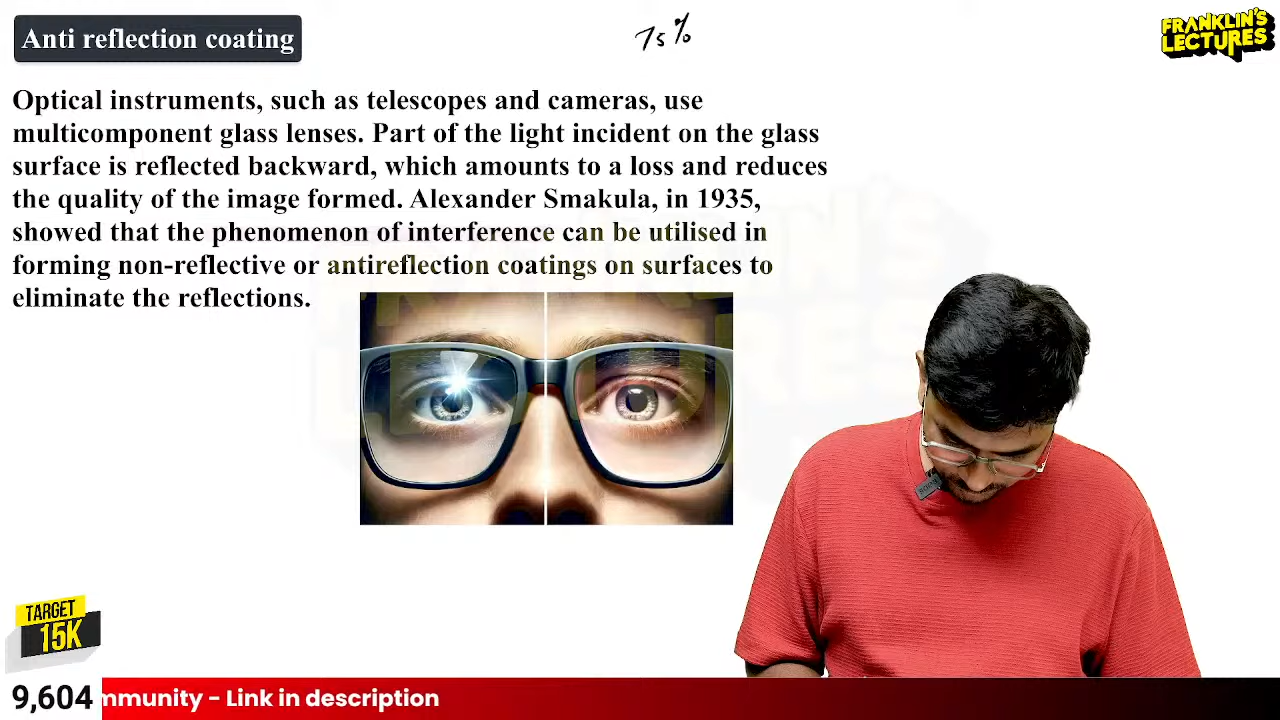 Anti reflection coating
75%
FRANKLIN'S
LECTURES
Optical instruments, such as telescopes and cameras, use
multicomponent glass lenses. Part of the light incident on the glass
surface is reflected backward, which amounts to a loss and reduces
the quality of the image formed. Alexander Smakula, in 1935,
showed that the phenomenon of interference can be utilised in
forming non-reflective or antireflection coatings on surfaces to
eliminate the reflections.
FRANKLIN'S
LECTURES
TARGET
15K
9,604 mmunity - Link in description